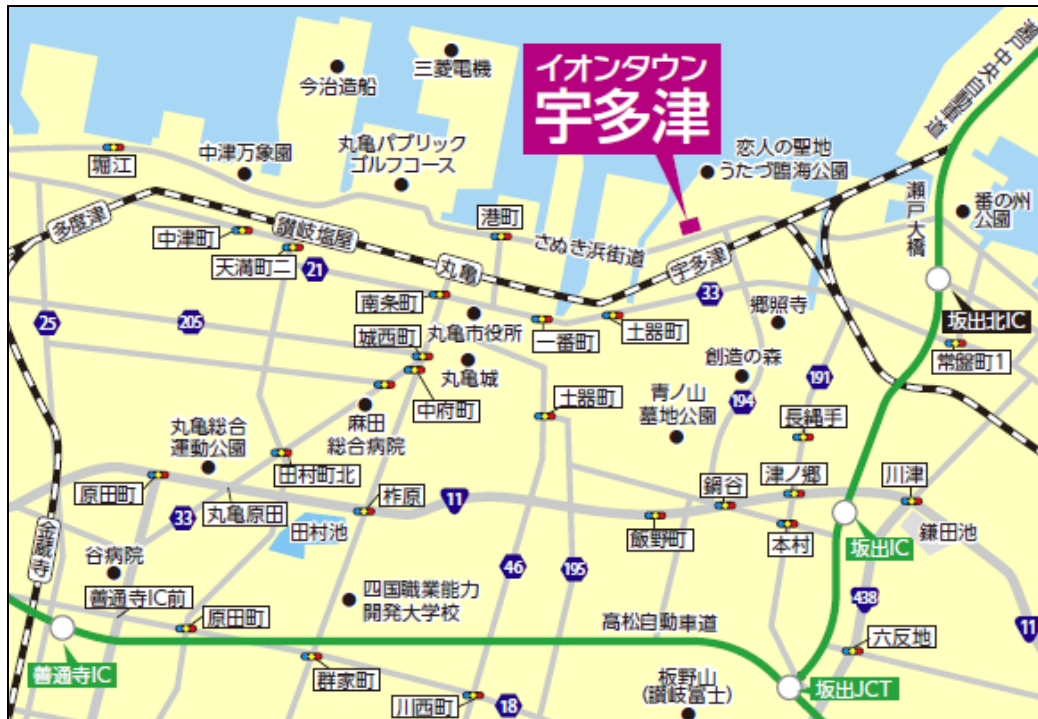 三菱電機
今治造船
イオンタウン
宇多津
瀬戸中央自動車道
堀江
中津万象園
丸亀パブリック
ゴルフコース
恋人の聖地
うたづ臨海公園
瀬戸大橋
番の州
公園
多度津
中津町
讃岐塩屋
天満町二
21
港町
さぬき浜街道
丸亀
宇多津
33
南条町
丸亀市役所
一番町
土器町
郷照寺
坂出北IC
常盤町1
25
205
城西町
丸亀城
創造の森
191
中府町
194
麻田
総合病院
土器町
青ノ山
墓地公園
長縄手
丸亀総合
運動公園
田村町北
原田町
33
丸亀原田
柞原
11
田村池
鍋谷
津ノ郷
川津
飯野町
本村
坂出IC
鎌田池
金蔵寺
谷病院
46
195
善通寺IC前
四国職業能力
開発大学校
438
原田町
高松自動車道
六反地
11
善通寺IC
群家町
川西町
18
板野山
(讃岐富士)
坂出JCT